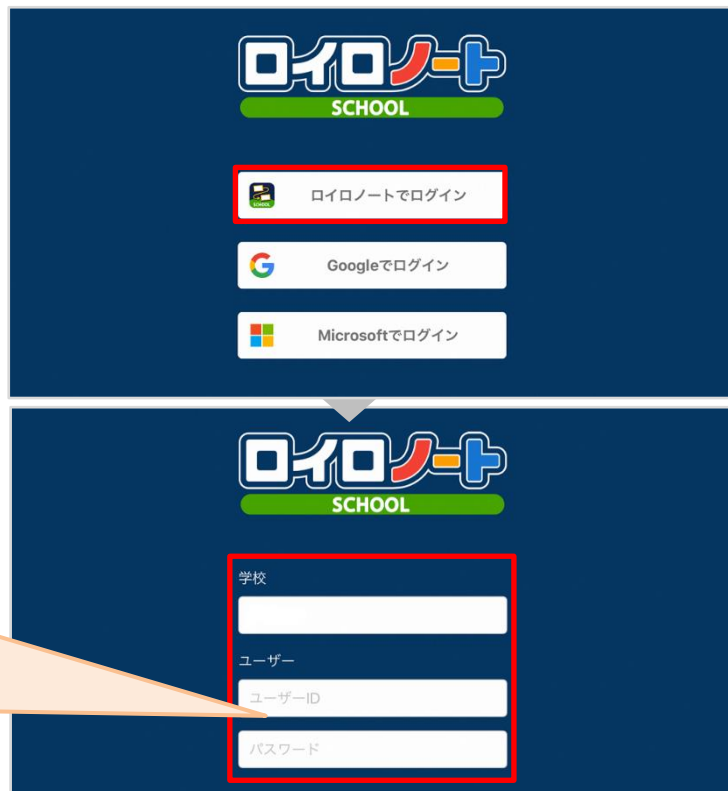 ロイロノート
SCHOOL
ロイロノートでログイン
Googleでログイン
Microsoftでログイン
ロイロノート
SCHOOL
学校
ユーザー
ユーザーID
パスワード